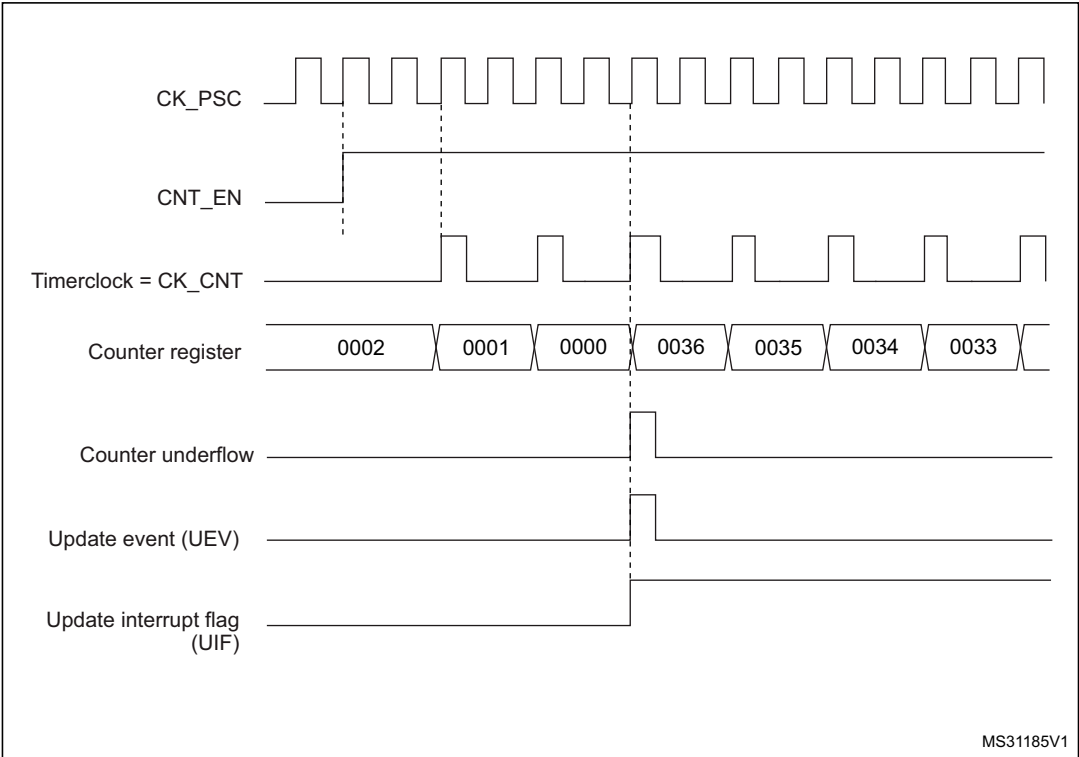 CK_PSC
CNT_EN
Timerclock = CK_CNT
Counter register 0002 0001 0000 0036 0035 0034 0033
Counter underflow
Update event (UEV)
Update interrupt flag
(UIF)
MS31185V1